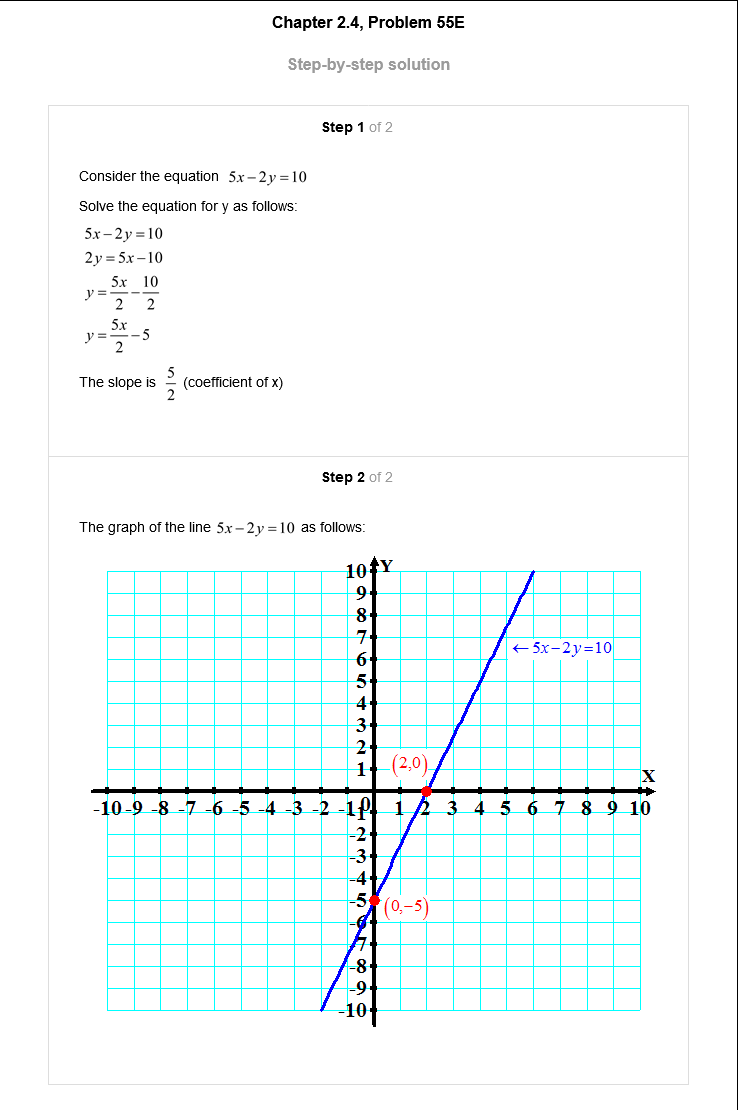 Chapter 2.4, Problem 55E
Step-by-step solution
Step 1 of 2
Consider the equation 5x−2y=10
Solve the equation for y as follows:
5x−2y=10
2y=5x−10
y=5x/2−10/2
y=5x/2−5
The slope is 5/2 (coefficient of x)
Step 2 of 2
The graph of the line 5x−2y=10 as follows:
Y
10
9
8
7
6
←5x−2y=10
5
4
3
2
1
(2,0)
X
-10 -9 -8 -7 -6 -5 -4 -3 -2 -1 0 1 2 3 4 5 6 7 8 9 10
-1
-2
-3
-4
-5
(0,−5)
-6
-7
-8
-9
-10